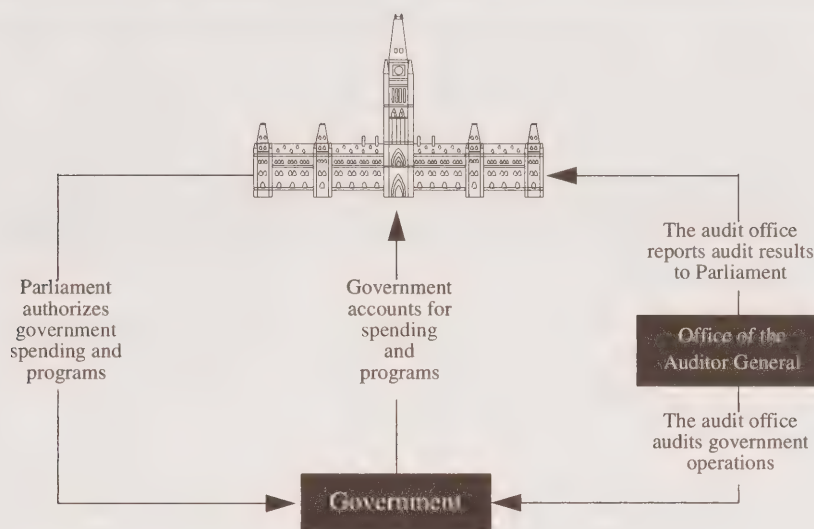 The audit office
reports audit results
to Parliament
Parliament
authorizes
government
spending and
programs
Government
accounts for
spending
and
programs
Office of the
Auditor General
The audit office
audits government
operations
Government